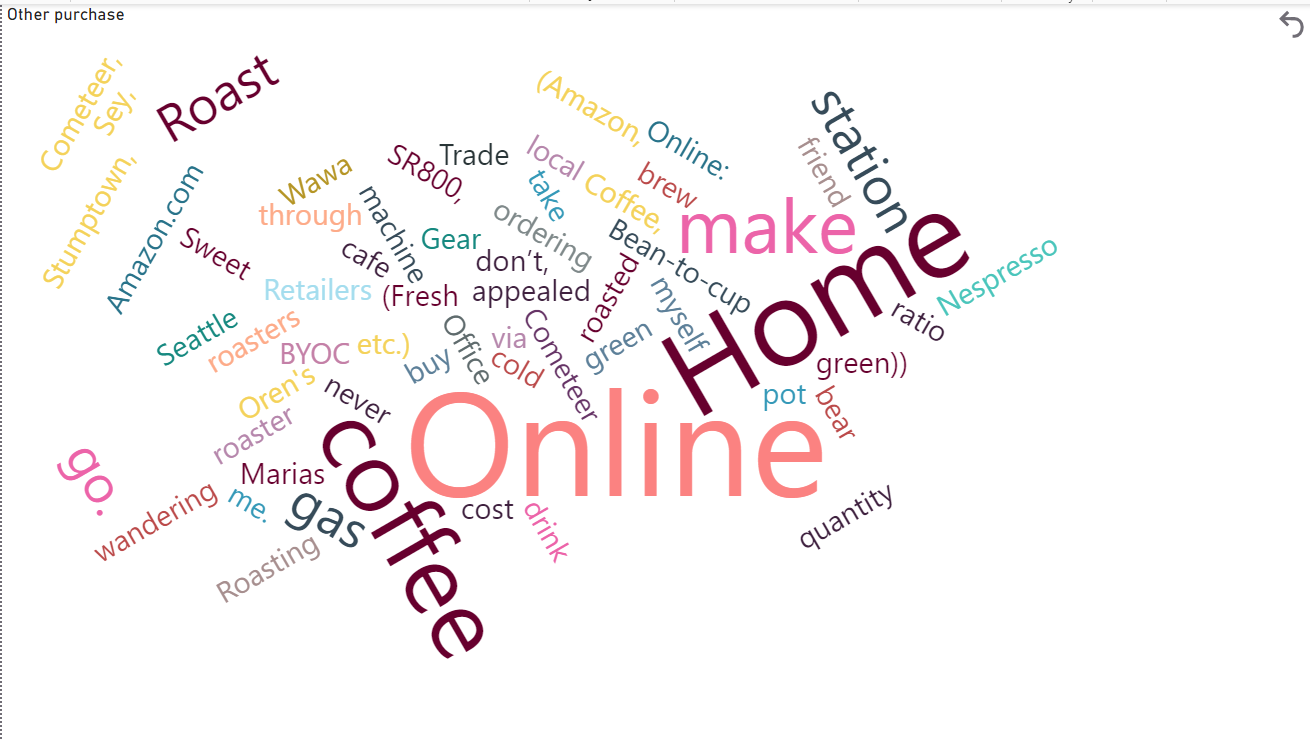 Other purchase
Cometeer,
Sey,
Roast
(Amazon,
Online:
station
friend
Stumptown,
Amazon.com
Wawa
SR800,
Trade
local
Coffee,
brew
take
through
machine
ordering
make
Sweet
cafe
Gear
don't,
Bean-to-cup
Home
Nespresso
Retailers
(Fresh
appealed
roasted
myself
ratio
Seattle
roasters
BYOC
etc.)
Office
via
Cometeer
green
green))
buy
cold
Oren's
never
pot
bear
roaster
coffee
Online
go.
Marias
wandering
me.
gas
cost
drink
quantity
Roasting